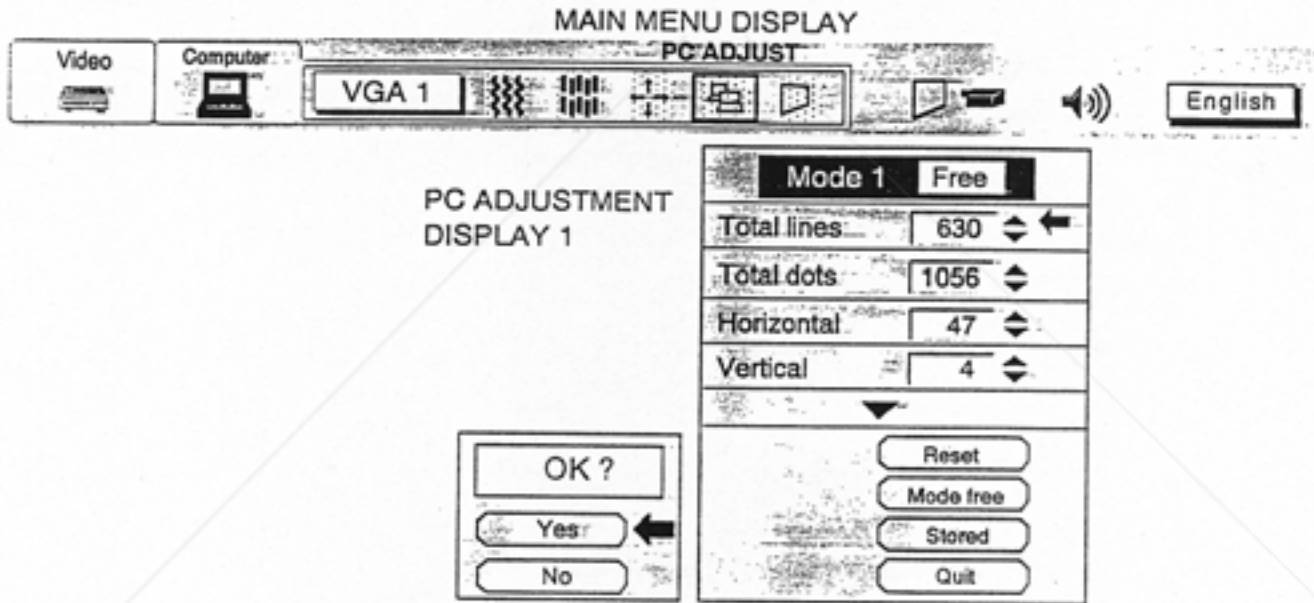 MAIN MENU DISPLAY
PC ADJUST
Video
Computer
VGA 1
English
PC ADJUSTMENT
DISPLAY 1
Mode 1 Free
Total lines 630
Total dots 1056
Horizontal 47
Vertical 4
Reset
Mode free
Stored
Quit
OK ?
Yes
No